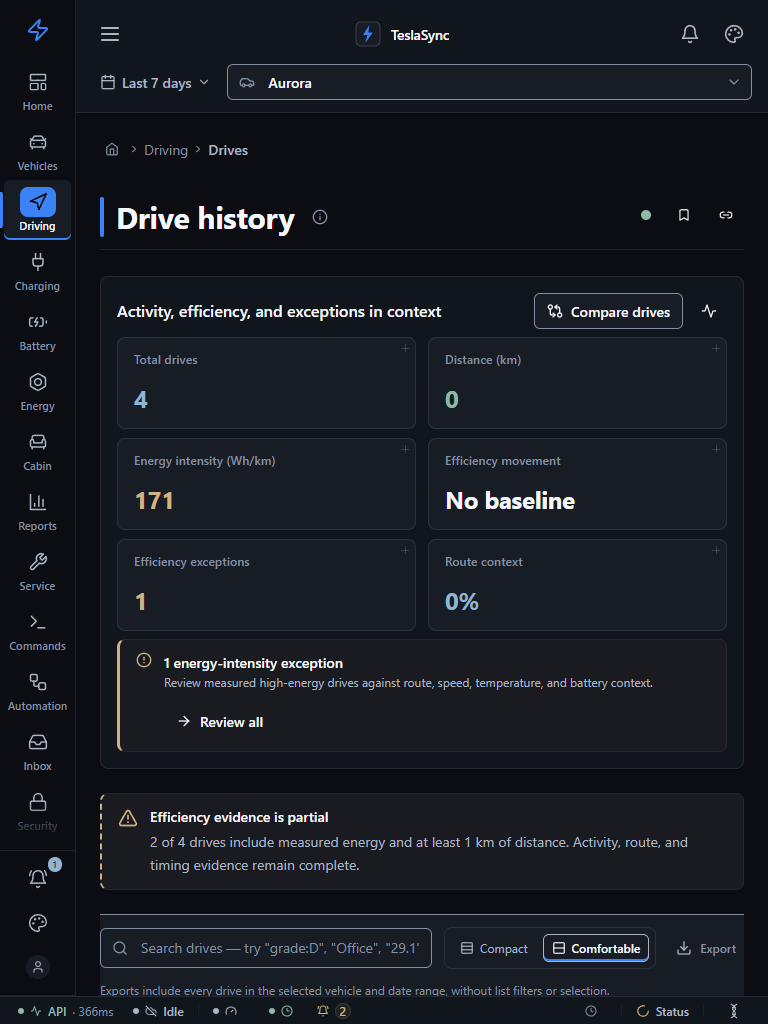 TeslaSync
Last 7 days
Aurora
Home
Vehicles
Driving
Charging
Battery
Energy
Cabin
Reports
Service
Commands
Automation
Inbox
Security
1
Driving
Drives
Drive history
Activity, efficiency, and exceptions in context
Compare drives
Total drives
4
Distance (km)
0
Energy intensity (Wh/km)
171
Efficiency movement
No baseline
Efficiency exceptions
1
Route context
0%
1 energy-intensity exception
Review measured high-energy drives against route, speed, temperature, and battery context.
Review all
Efficiency evidence is partial
2 of 4 drives include measured energy and at least 1 km of distance. Activity, route, and
timing evidence remain complete.
Search drives — try "grade:D", "Office", "29.1"
Compact
Comfortable
Export
Exports include every drive in the selected vehicle and date range, without list filters or selection.
API · 366ms
Idle
2
Status